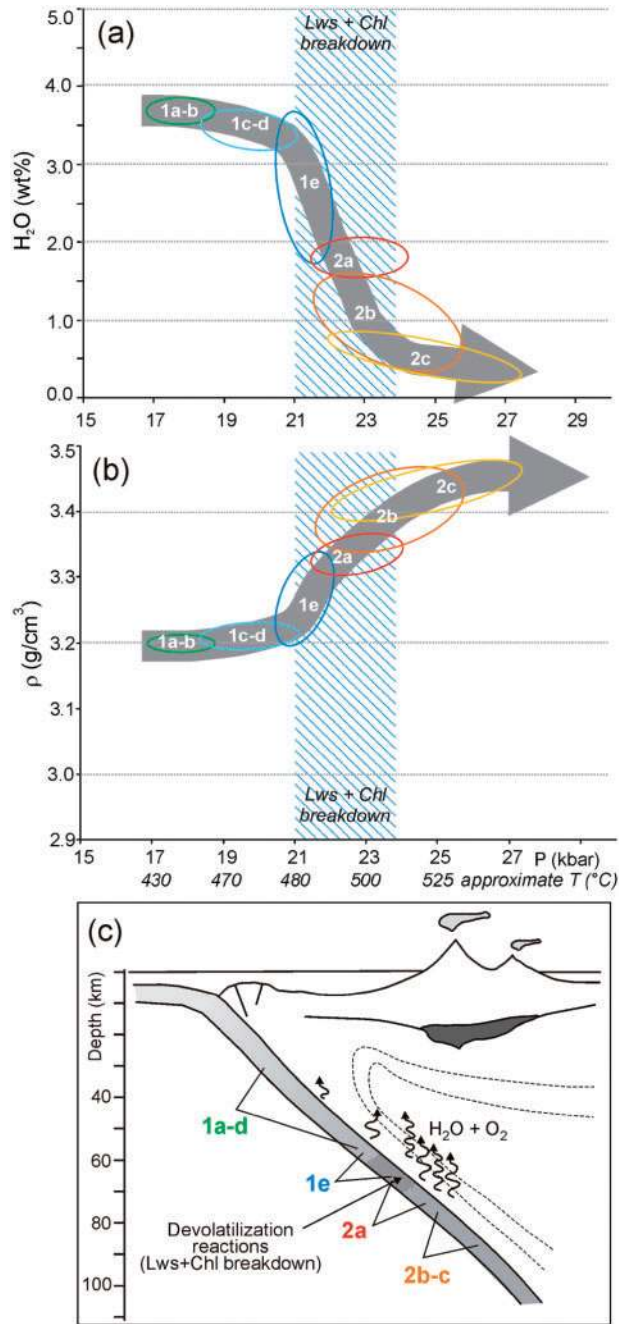 (a)
Lws + Chl
breakdown
5.0
4.0
3.0
2.0
1.0
0.0
H₂O (wt%)
1a-b
1c-d
1e
2a
2b
2c
15 17 19 21 23 25 27 29
(b)
3.5
3.4
3.3
3.2
3.1
3.0
2.9
ρ (g/cm³)
2c
2b
2a
1e
1a-b
1c-d
Lws + Chl
breakdown
15 17 19 21 23 25 27 P (kbar)
430 470 480 500 525 approximate T (°C)
(c)
Depth (km)
40
60
80
100
H₂O + O₂
1a-d
1e
2a
2b-c
Devolatilization
reactions
(Lws+Chl breakdown)